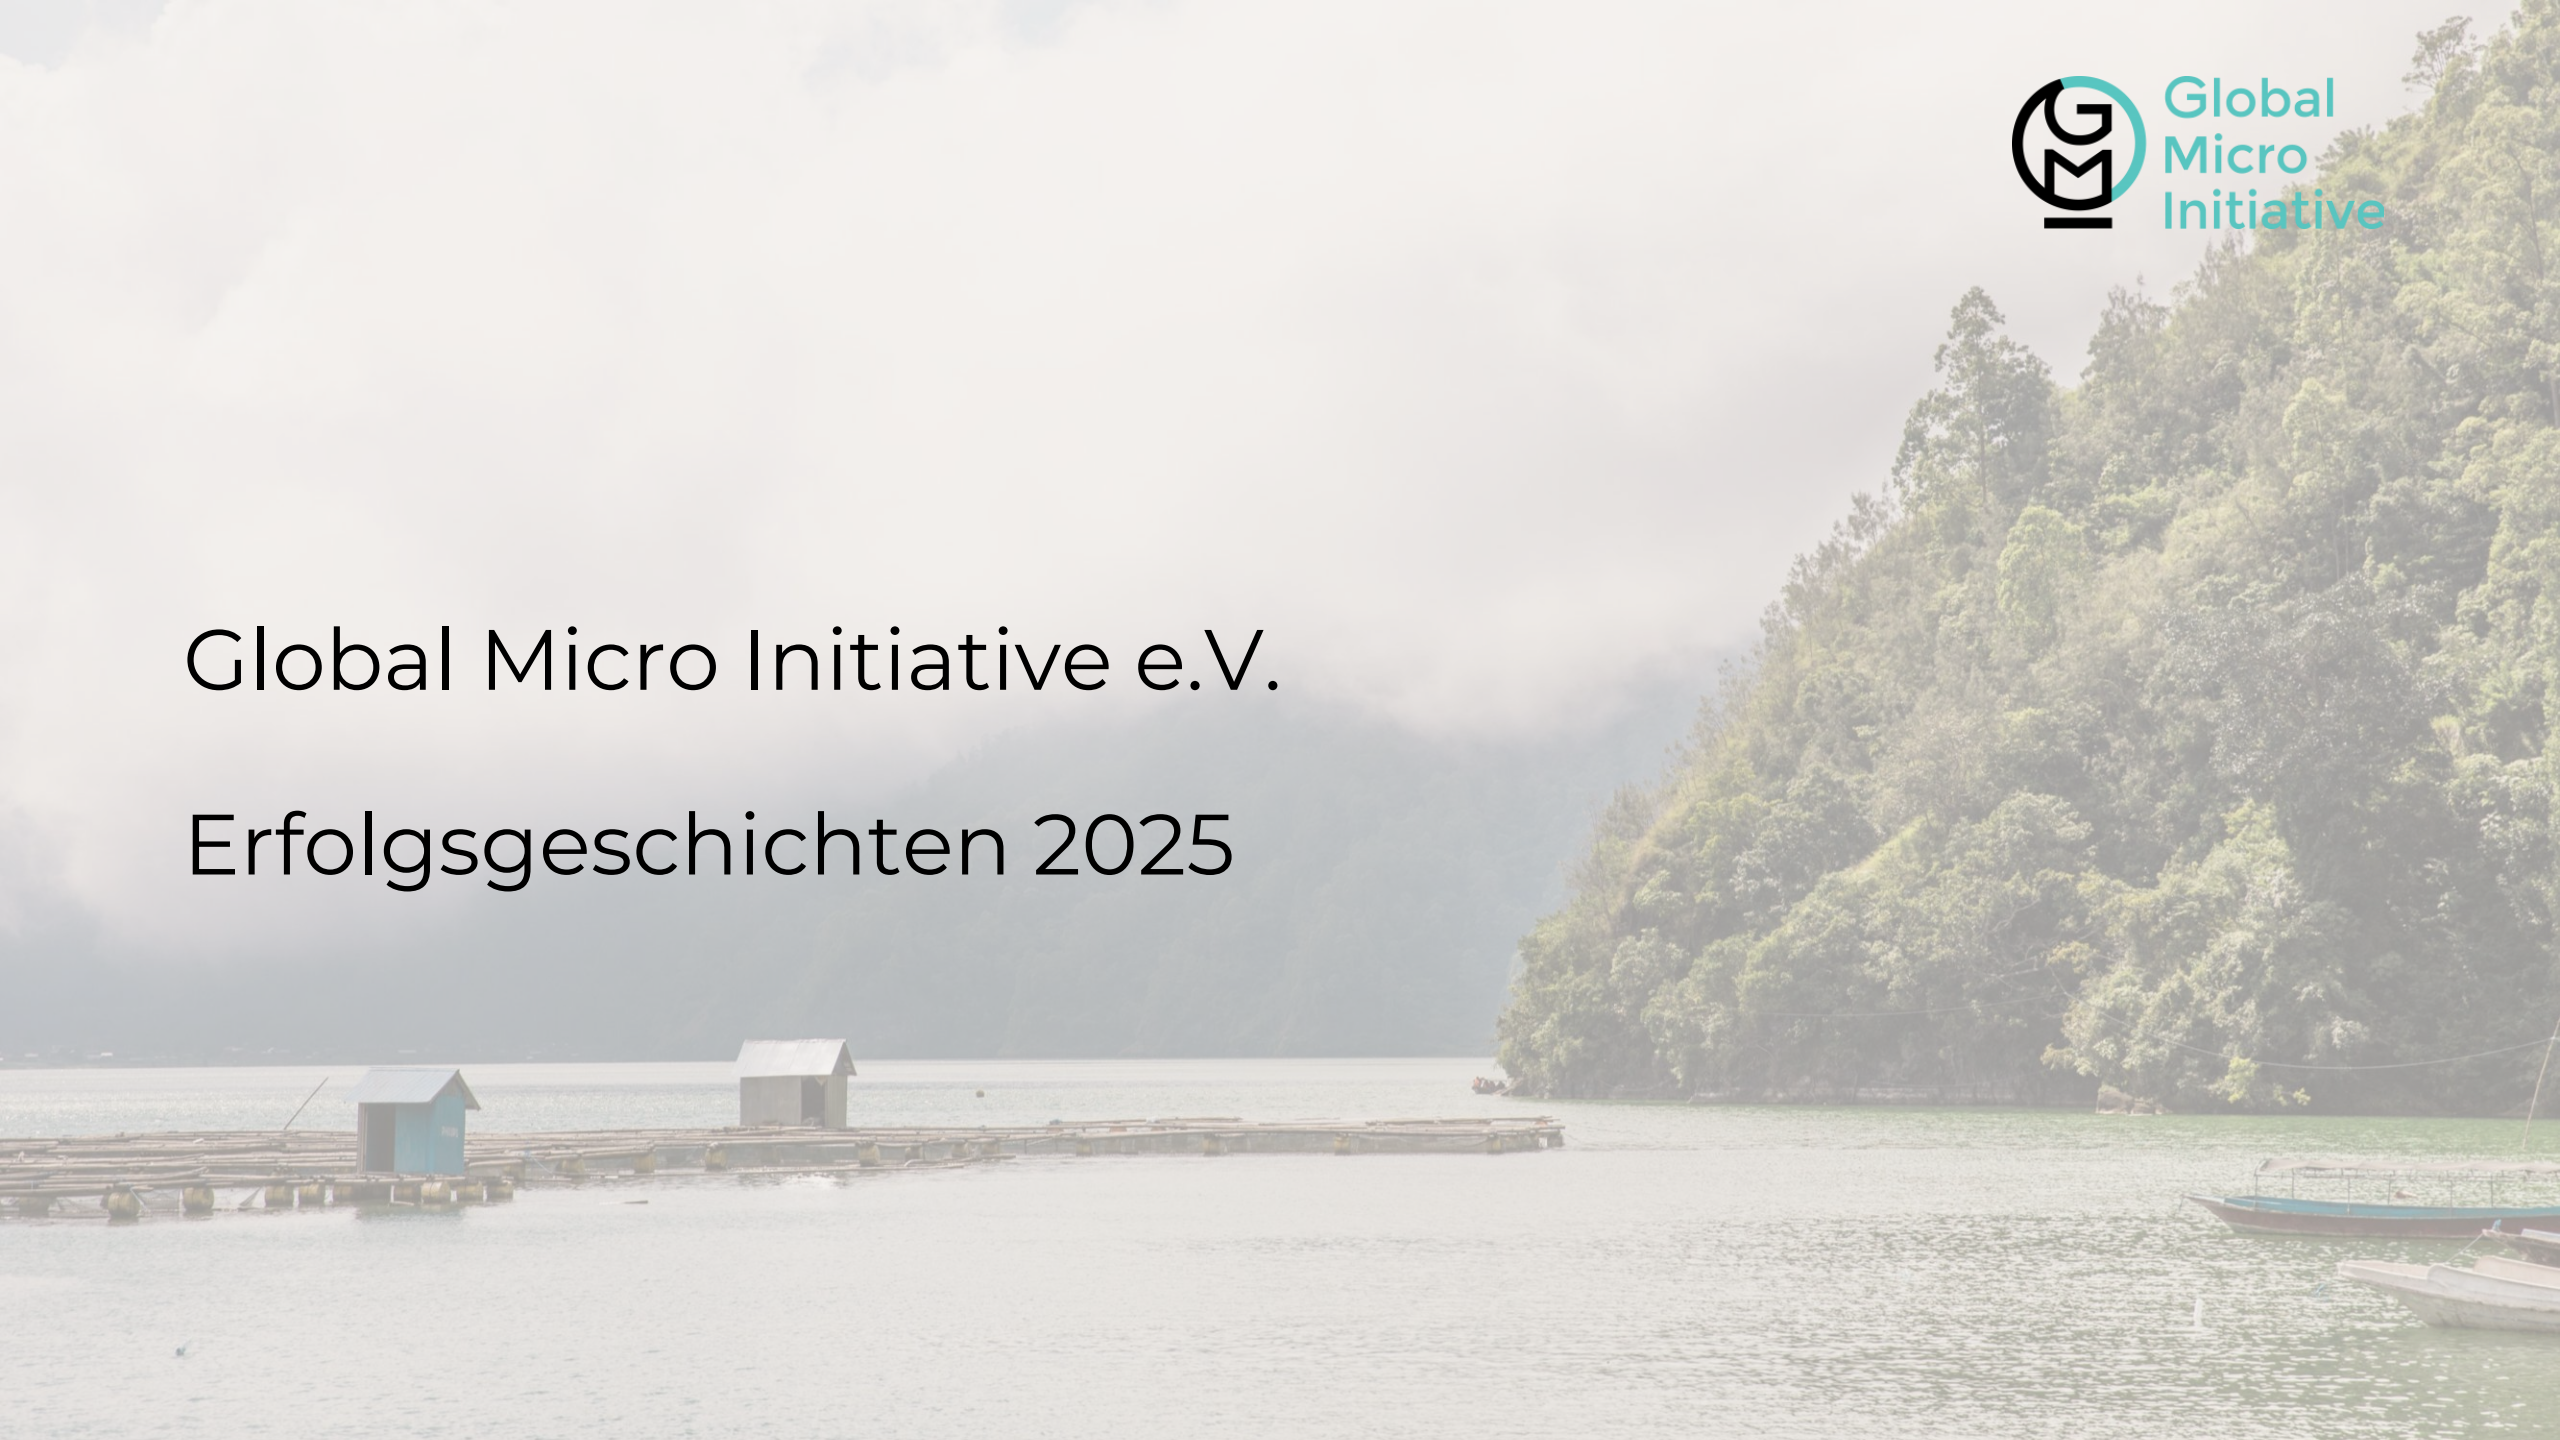 Global
Micro
Initiative
Global Micro Initiative e.V.
Erfolgsgeschichten 2025